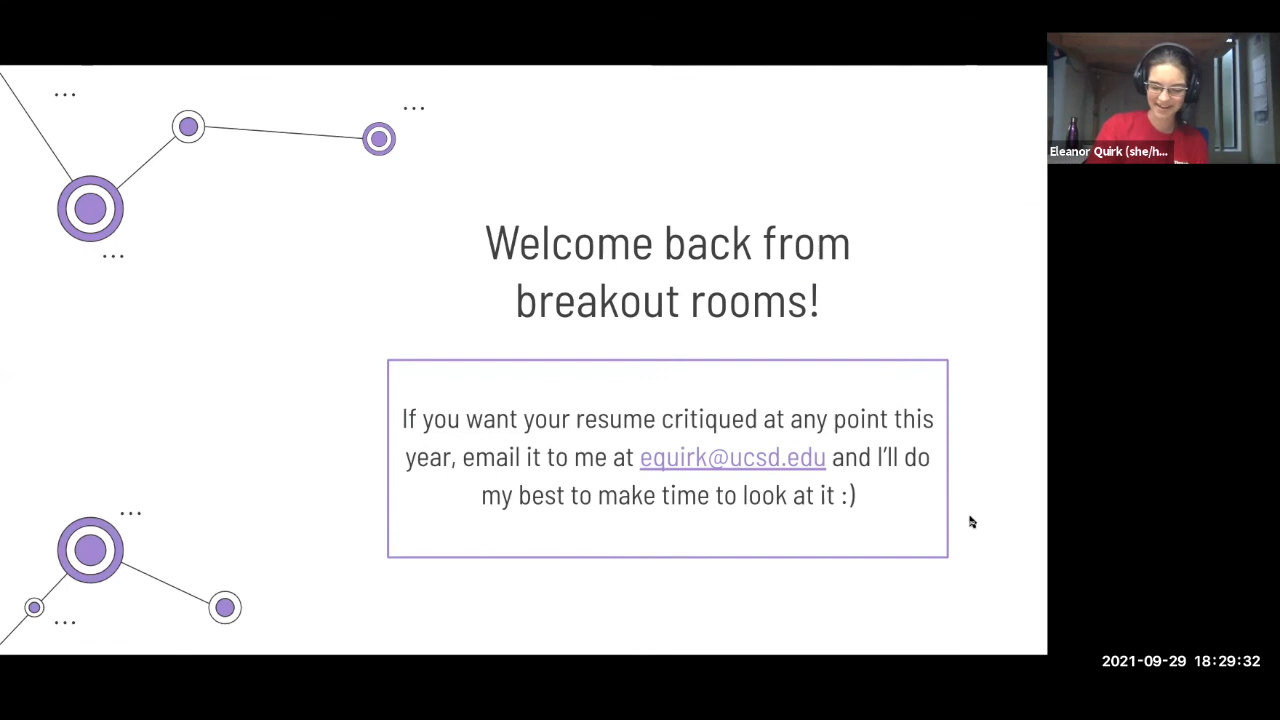 Welcome back from
breakout rooms!
If you want your resume critiqued at any point this
year, email it to me at equirk@ucsd.edu and I'll do
my best to make time to look at it :)
Eleanor Quirk (she/h...
2021-09-29 18:29:32